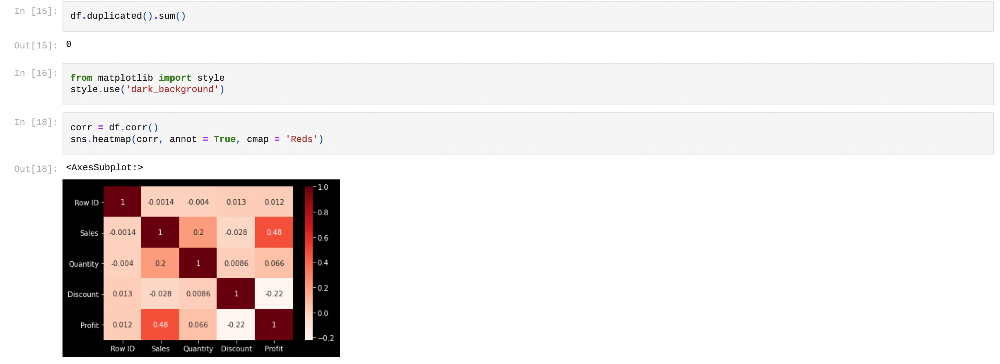 In [15]:
df.duplicated().sum()
Out[15]:
0
In [16]:
from matplotlib import style
style.use('dark_background')
In [18]:
corr = df.corr()
sns.heatmap(corr, annot = True, cmap = 'Reds')
Out[18]:
<AxesSubplot:>
Row ID 1 -0.0014 -0.004 0.013 0.012
Sales -0.0014 1 0.2 -0.028 0.48
Quantity -0.004 0.2 1 0.0086 0.066
Discount 0.013 -0.028 0.0086 1 -0.22
Profit 0.012 0.48 0.066 -0.22 1
Row ID Sales Quantity Discount Profit
1.0
0.8
0.6
0.4
0.2
0.0
−0.2